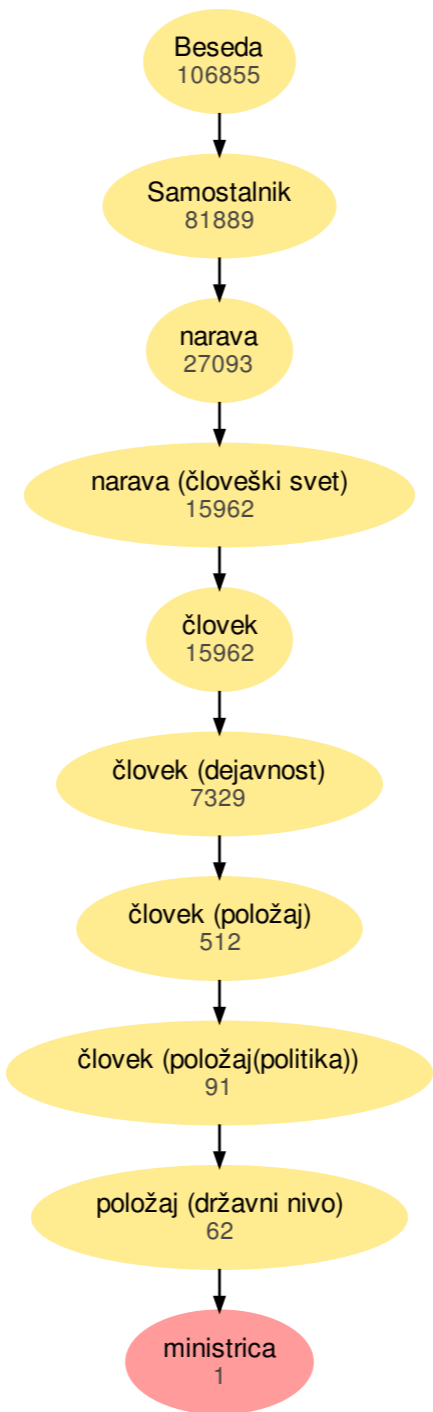 Beseda
106855
Samostalnik
81889
narava
27093
narava (človeški svet)
15962
človek
15962
človek (dejavnost)
7329
človek (položaj)
512
človek (položaj(politika))
91
položaj (državni nivo)
62
ministrica
1